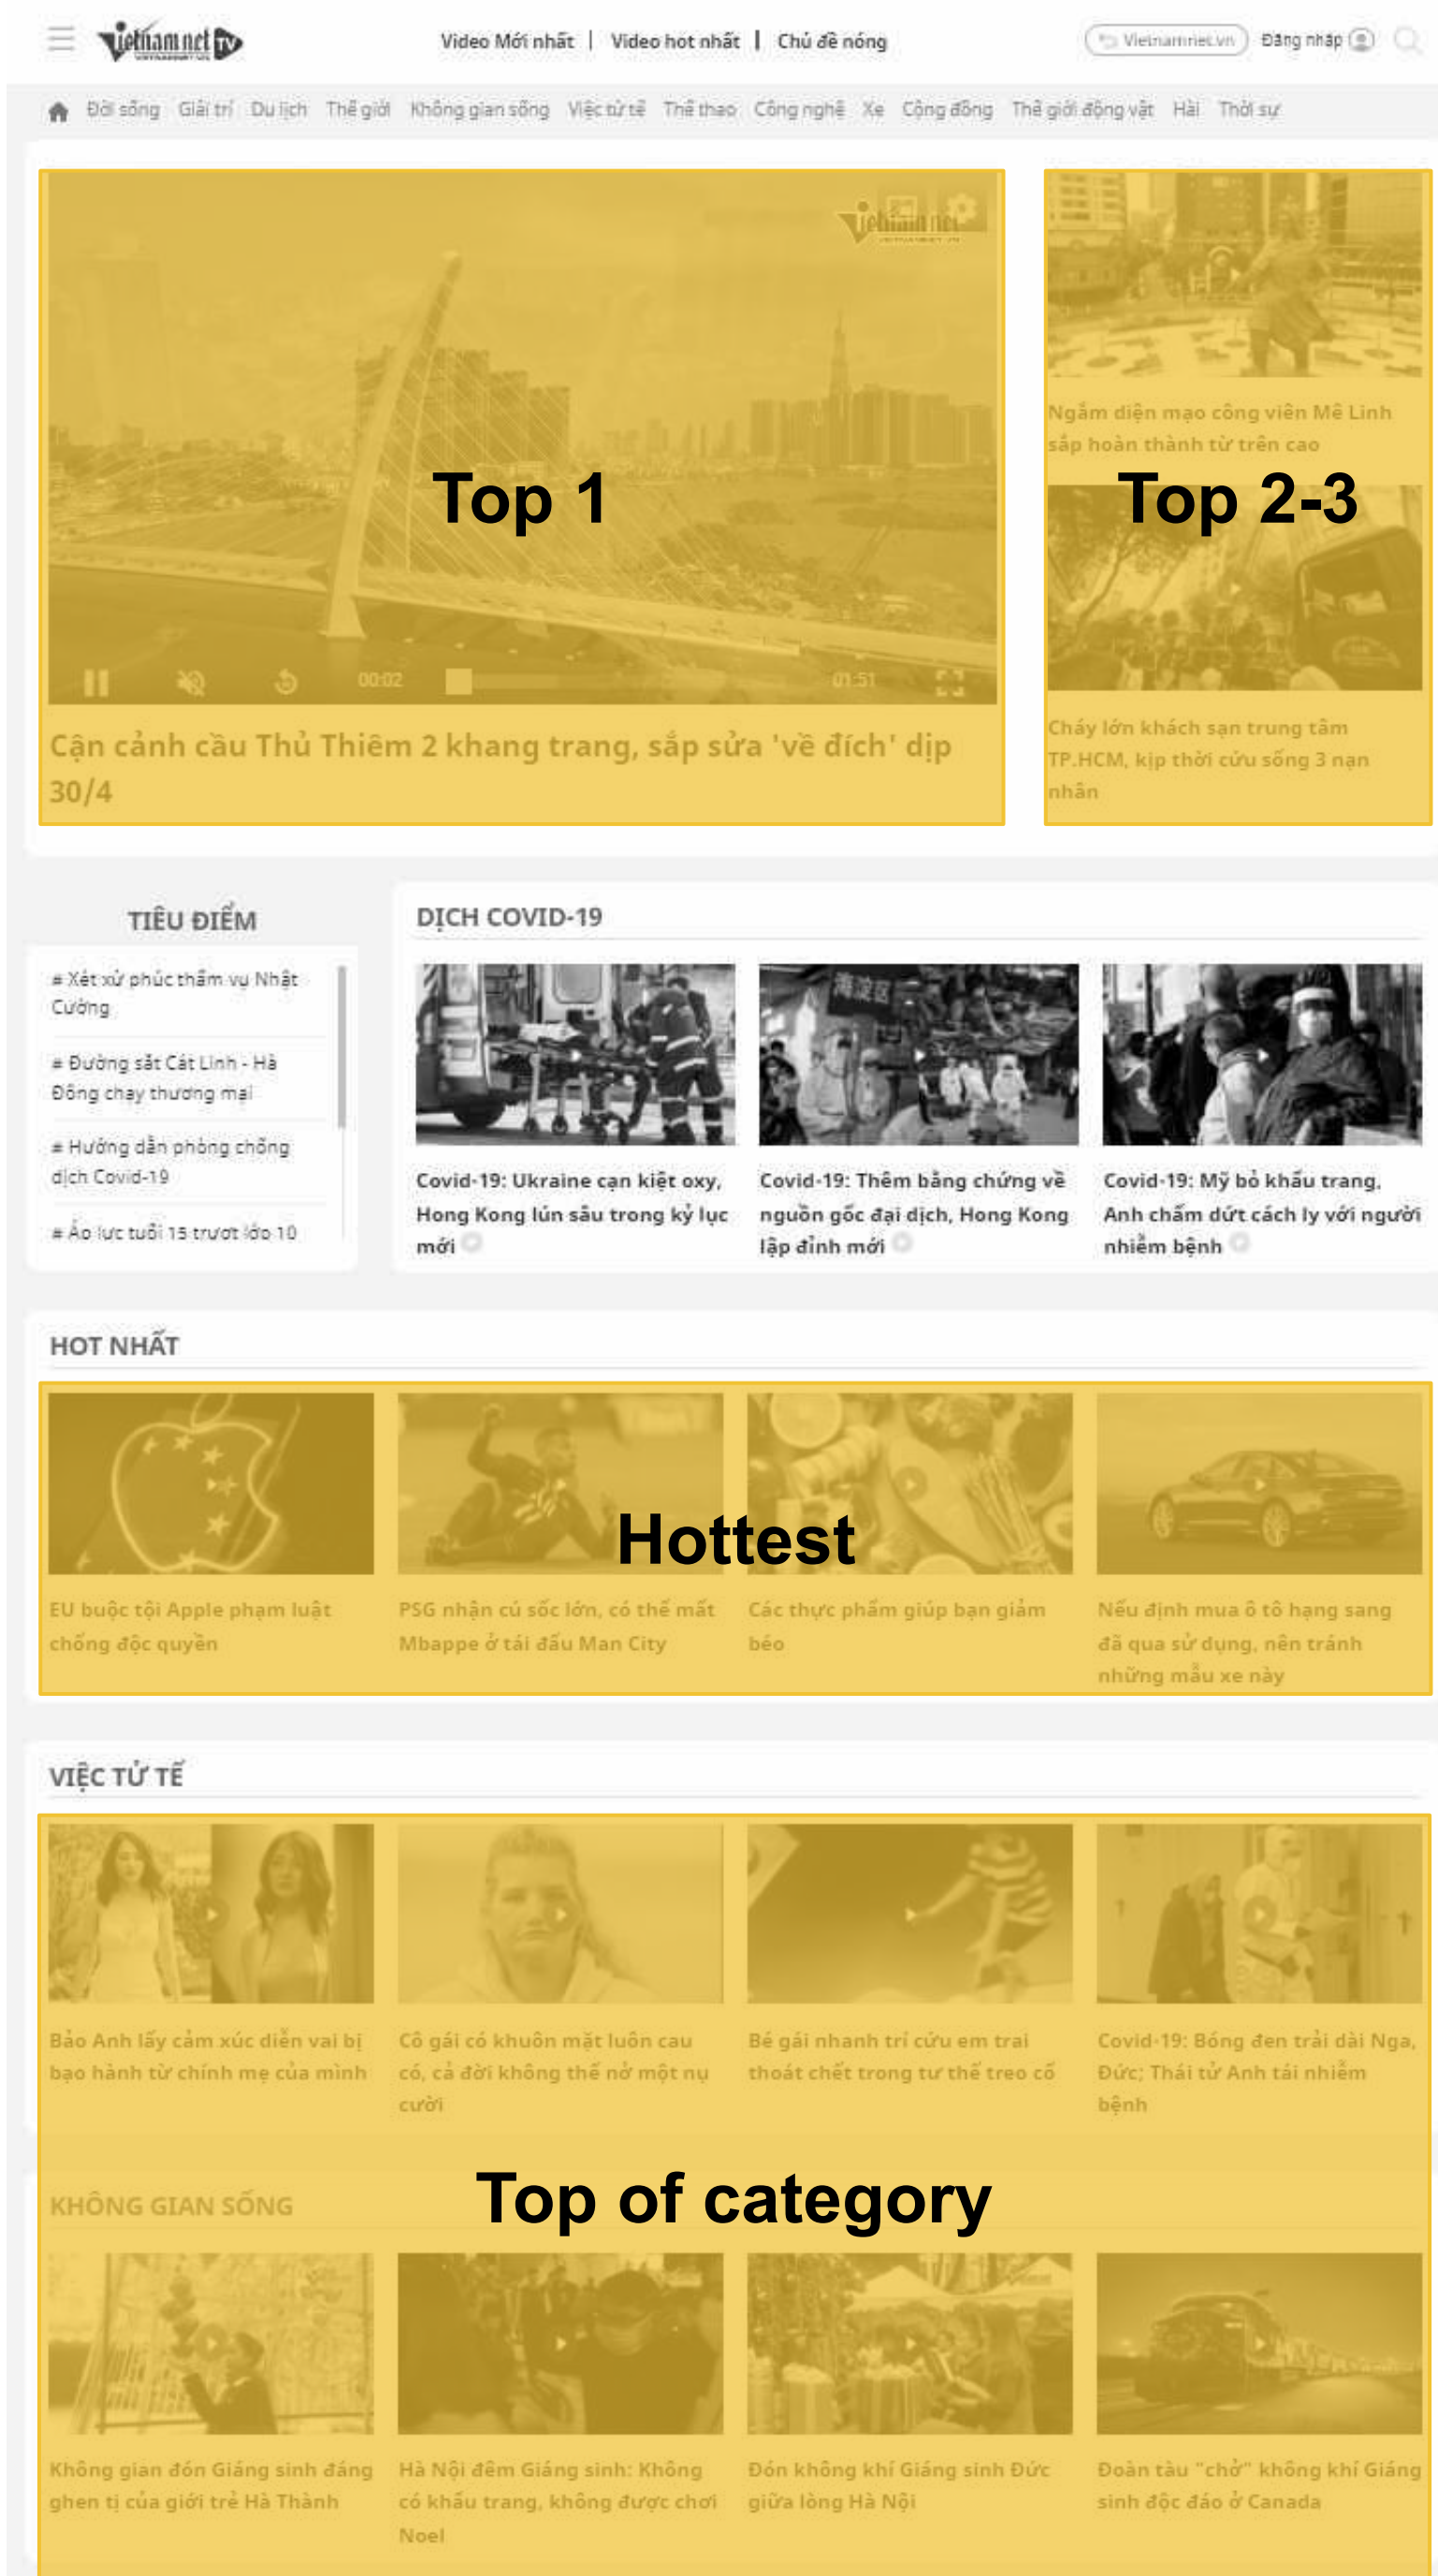 vietnamnet TV
VIETNAMNET.VN
Video Mới nhất | Video hot nhất | Chủ đề nóng
Vietnamnet.vn
Đăng nhập
Đời sống Giải trí Du lịch Thế giới Không gian sống Việc tử tế Thể thao Công nghệ Xe Cộng đồng Thế giới động vật Hài Thời sự
vietnamnet
VIETNAMNET.VN
Top 1
00:02
01:51
Cận cảnh cầu Thủ Thiêm 2 khang trang, sắp sửa 'về đích' dịp
30/4
Ngắm diện mạo công viên Mê Linh
sắp hoàn thành từ trên cao
Top 2-3
Cháy lớn khách sạn trung tâm
TP.HCM, kịp thời cứu sống 3 nạn
nhân
TIÊU ĐIỂM
# Xét xử phúc thẩm vụ Nhật
Cường
# Đường sắt Cát Linh - Hà
Đông chạy thương mại
# Hướng dẫn phòng chống
dịch Covid-19
# Áp lực tuổi 15 trượt lớp 10
DỊCH COVID-19
海淀区
Covid-19: Ukraine cạn kiệt oxy,
Hong Kong lún sâu trong kỷ lục
mới
Covid-19: Thêm bằng chứng về
nguồn gốc đại dịch, Hong Kong
lập đỉnh mới
Covid-19: Mỹ bỏ khẩu trang,
Anh chấm dứt cách ly với người
nhiễm bệnh
HOT NHẤT
Hottest
EU buộc tội Apple phạm luật
chống độc quyền
PSG nhận cú sốc lớn, có thể mất
Mbappe ở tái đấu Man City
Các thực phẩm giúp bạn giảm
béo
Nếu định mua ô tô hạng sang
đã qua sử dụng, nên tránh
những mẫu xe này
VIỆC TỬ TẾ
Bảo Anh lấy cảm xúc diễn vai bị
bạo hành từ chính mẹ của mình
Cô gái có khuôn mặt luôn cau
có, cả đời không thể nở một nụ
cười
Bé gái nhanh trí cứu em trai
thoát chết trong tư thế treo cổ
Covid-19: Bóng đen trải dài Nga,
Đức; Thái tử Anh tái nhiễm
bệnh
Top of category
KHÔNG GIAN SỐNG
Không gian đón Giáng sinh đáng
ghen tị của giới trẻ Hà Thành
Hà Nội đêm Giáng sinh: Không
có khẩu trang, không được chơi
Noel
Đón không khí Giáng sinh Đức
giữa lòng Hà Nội
Đoàn tàu "chở" không khí Giáng
sinh độc đáo ở Canada